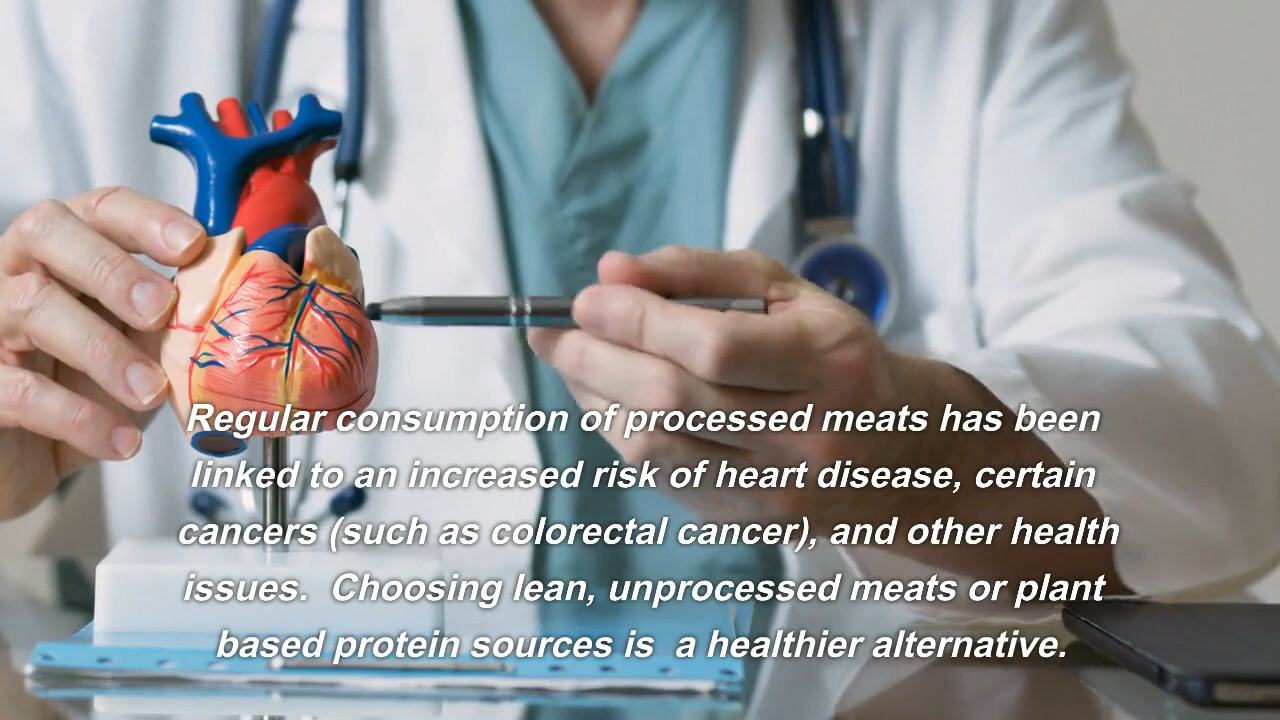 Regular consumption of processed meats has been
linked to an increased risk of heart disease, certain
cancers (such as colorectal cancer), and other health
issues.  Choosing lean, unprocessed meats or plant
based protein sources is  a healthier alternative.